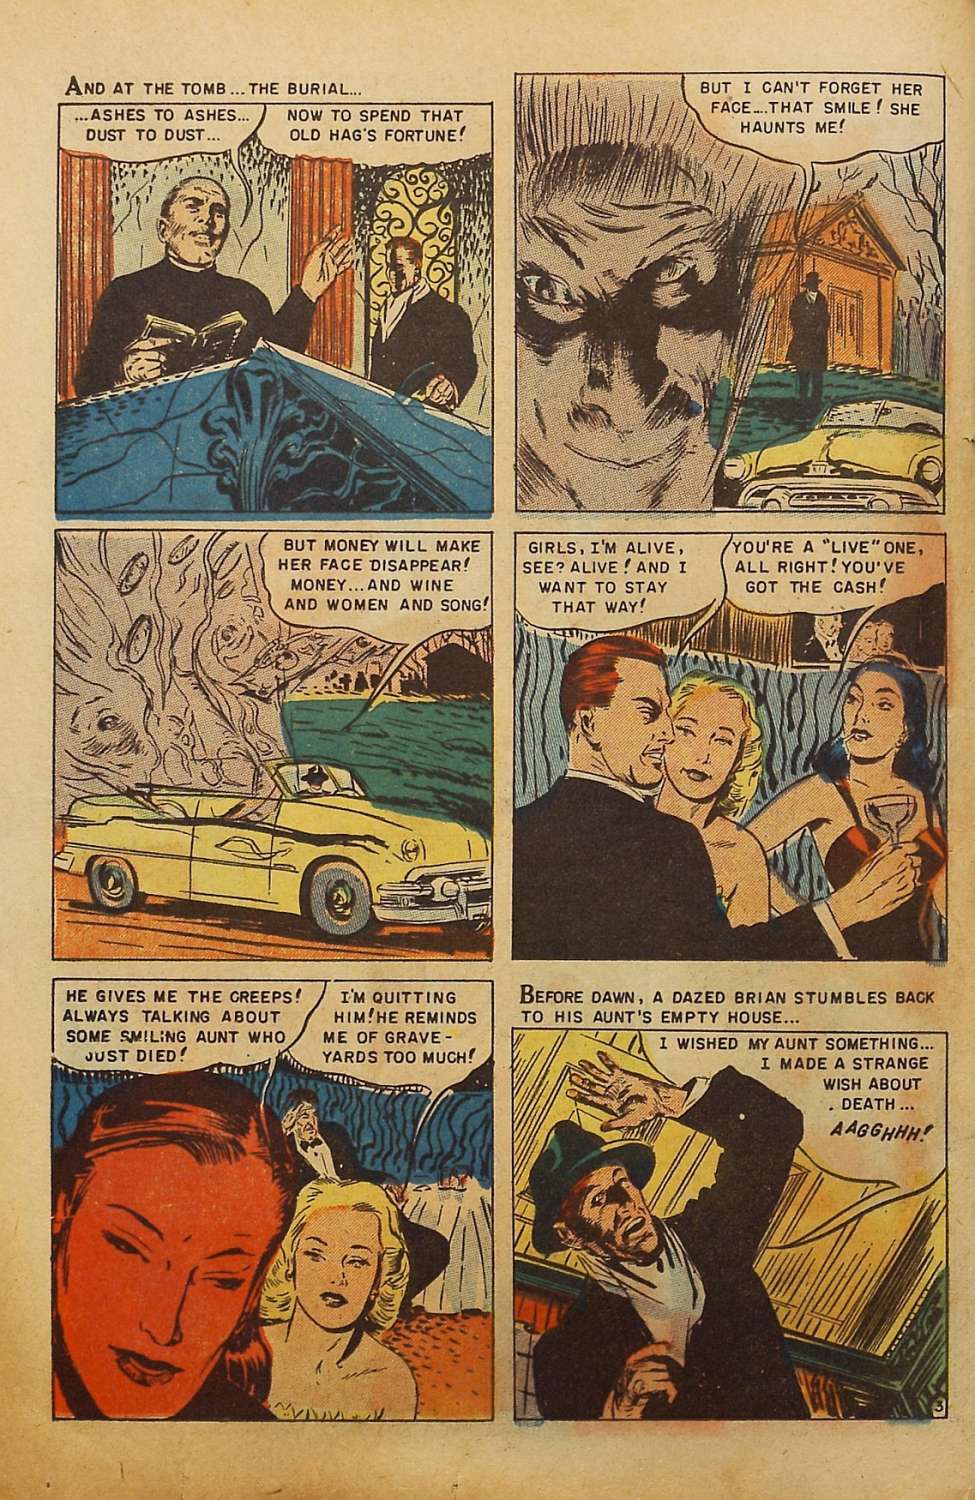 AND AT THE TOMB... THE BURIAL...
...ASHES TO ASHES...
DUST TO DUST...
NOW TO SPEND THAT
OLD HAG'S FORTUNE!
BUT I CAN'T FORGET HER
FACE....THAT SMILE! SHE
HAUNTS ME!
BUT MONEY WILL MAKE
HER FACE DISAPPEAR!
MONEY...AND WINE
AND WOMEN AND SONG!
GIRLS, I'M ALIVE,
SEE? ALIVE! AND I
WANT TO STAY
THAT WAY!
YOU'RE A "LIVE" ONE,
ALL RIGHT! YOU'VE
GOT THE CASH!
HE GIVES ME THE CREEPS!
ALWAYS TALKING ABOUT
SOME SMILING AUNT WHO
JUST DIED!
I'M QUITTING
HIM! HE REMINDS
ME OF GRAVE-
YARDS TOO MUCH!
BEFORE DAWN, A DAZED BRIAN STUMBLES BACK
TO HIS AUNT'S EMPTY HOUSE...
I WISHED MY AUNT SOMETHING...
I MADE A STRANGE
WISH ABOUT
DEATH...
AAGGHHH!
3